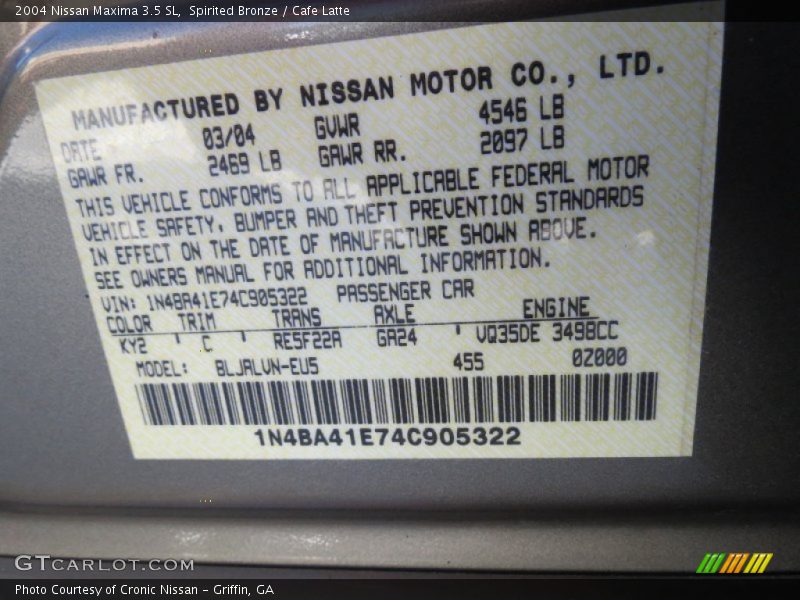 2004 Nissan Maxima 3.5 SL, Spirited Bronze / Cafe Latte
MANUFACTURED BY NISSAN MOTOR CO., LTD.
DATE 03/04 GVWR 4546 LB
GAWR FR. 2469 LB GAWR RR. 2097 LB
THIS VEHICLE CONFORMS TO ALL APPLICABLE FEDERAL MOTOR
VEHICLE SAFETY, BUMPER AND THEFT PREVENTION STANDARDS
IN EFFECT ON THE DATE OF MANUFACTURE SHOWN ABOVE.
SEE OWNERS MANUAL FOR ADDITIONAL INFORMATION.
VIN: 1N4BA41E74C905322 PASSENGER CAR
COLOR TRIM TRANS AXLE ENGINE
KY2 ' C ' RE5F22A GA24 ' VQ35DE 3498CC
MODEL: BLJALVN-EU5 455 0Z000
1N4BA41E74C905322
GTCARLOT.COM
Photo Courtesy of Cronic Nissan - Griffin, GA